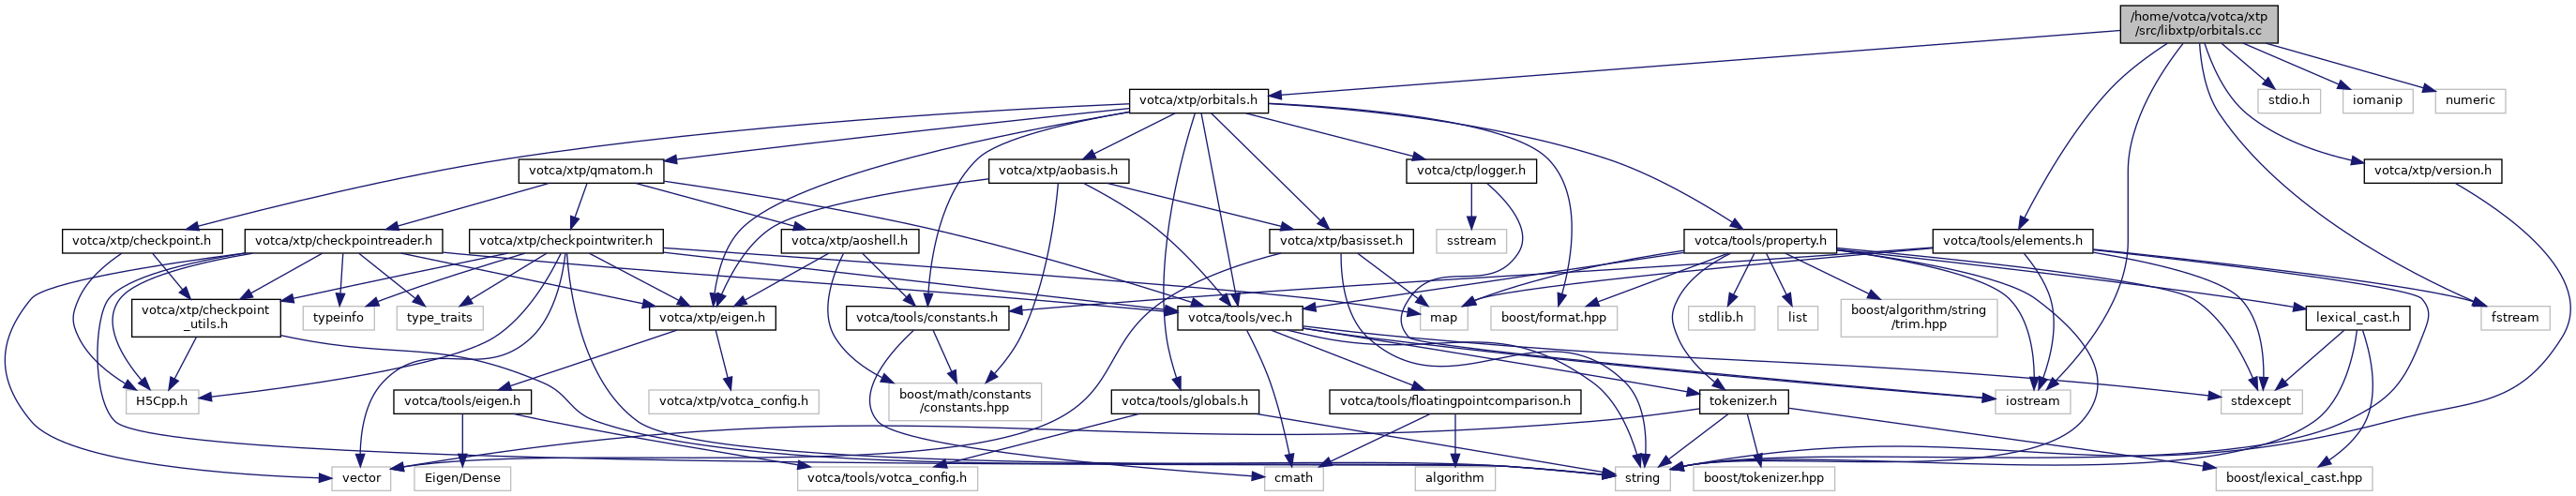 /home/votca/votca/xtp
/src/libxtp/orbitals.cc
votca/xtp/orbitals.h
stdio.h
iomanip
numeric
votca/xtp/qmatom.h
votca/xtp/aobasis.h
votca/ctp/logger.h
votca/xtp/version.h
votca/xtp/checkpoint.h
votca/xtp/checkpointreader.h
votca/xtp/checkpointwriter.h
votca/xtp/aoshell.h
votca/xtp/basisset.h
sstream
votca/tools/property.h
votca/tools/elements.h
votca/xtp/checkpoint
_utils.h
typeinfo
type_traits
votca/xtp/eigen.h
votca/tools/constants.h
votca/tools/vec.h
map
boost/format.hpp
stdlib.h
list
boost/algorithm/string
/trim.hpp
lexical_cast.h
fstream
H5Cpp.h
votca/tools/eigen.h
votca/xtp/votca_config.h
boost/math/constants
/constants.hpp
votca/tools/globals.h
votca/tools/floatingpointcomparison.h
tokenizer.h
iostream
stdexcept
vector
Eigen/Dense
votca/tools/votca_config.h
cmath
algorithm
string
boost/tokenizer.hpp
boost/lexical_cast.hpp